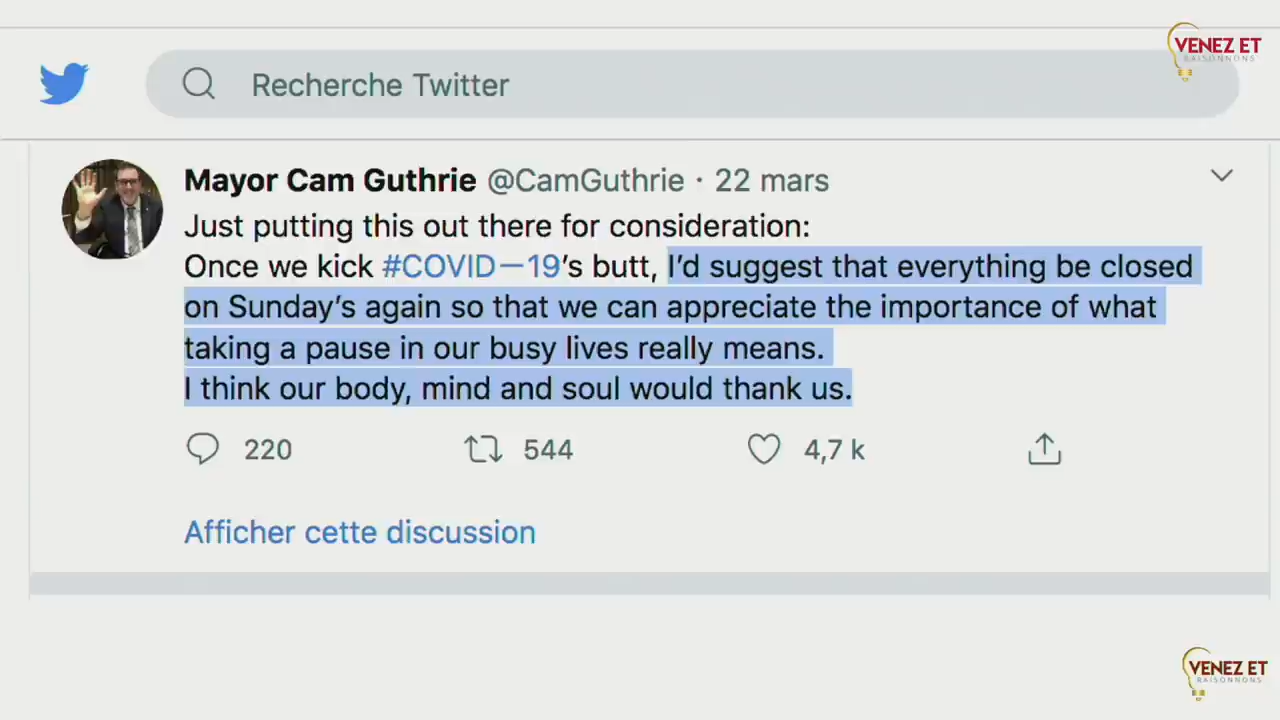 VENEZ ET
RAISONNONS
Recherche Twitter
Mayor Cam Guthrie @CamGuthrie · 22 mars
Just putting this out there for consideration:
Once we kick #COVID—19's butt, I'd suggest that everything be closed
on Sunday's again so that we can appreciate the importance of what
taking a pause in our busy lives really means.
I think our body, mind and soul would thank us.
220 544 4,7 k
Afficher cette discussion
VENEZ ET
RAISONNONS